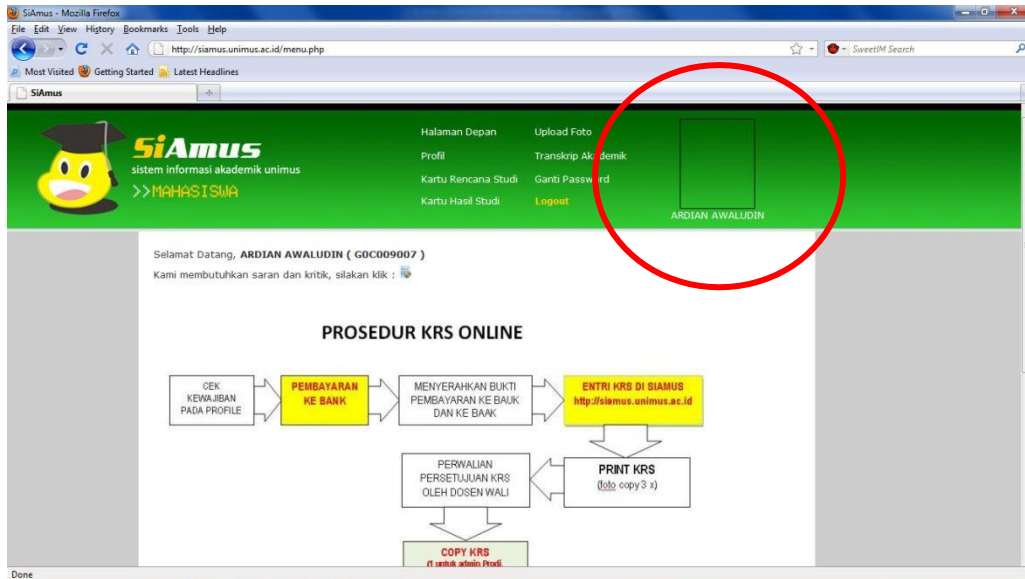 SiAmus - Mozilla Firefox
File Edit View History Bookmarks Tools Help
http://siamus.unimus.ac.id/menu.php
SweetIM Search
Most Visited Getting Started Latest Headlines
SiAmus
SiAmus
sistem informasi akademik unimus
>>MAHASISWA
Halaman Depan Upload Foto
Profil Transkrip Akademik
Kartu Rencana Studi Ganti Password
Kartu Hasil Studi Logout
ARDIAN AWALUDIN
Selamat Datang, ARDIAN AWALUDIN ( G0C009007 )
Kami membutuhkan saran dan kritik, silakan klik :
PROSEDUR KRS ONLINE
CEK
KEWAJIBAN
PADA PROFILE
PEMBAYARAN
KE BANK
MENYERAHKAN BUKTI
PEMBAYARAN KE BAUK
DAN KE BAAK
ENTRI KRS DI SIAMUS
http://siamus.unimus.ac.id
PRINT KRS
(foto copy 3 x)
PERWALIAN
PERSETUJUAN KRS
OLEH DOSEN WALI
COPY KRS
(1 untuk admin Prodi,
Done